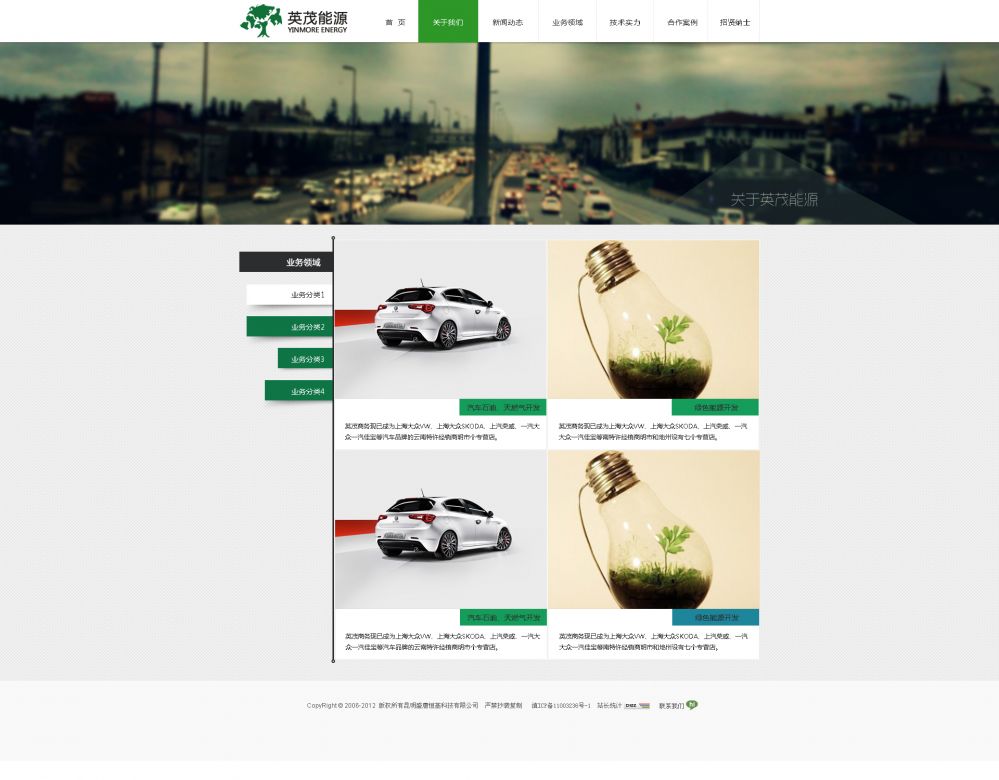 英茂能源
YINMORE ENERGY
首 页 关于我们 新闻动态 业务领域 技术实力 合作案例 招贤纳士
关于英茂能源
业务领域
业务分类1
业务分类2
业务分类3
业务分类4
汽车石油、天燃气开发
英茂商务现已成为上海大众VW、上海大众SKODA、上汽荣威、一汽大
众一汽佳宝等汽车品牌的云南特许经销商明市个专营店。
绿色能源开发
英茂商务现已成为上海大众VW、上海大众SKODA、上汽荣威、一汽
大众一汽佳宝等南特许经销商明市和地州设有七个专营店。
汽车石油、天燃气开发
英茂商务现已成为上海大众VW、上海大众SKODA、上汽荣威、一汽大
众一汽佳宝等汽车品牌的云南特许经销商明市个专营店。
绿色能源开发
英茂商务现已成为上海大众VW、上海大众SKODA、上汽荣威、一汽
大众一汽佳宝等南特许经销商明市和地州设有七个专营店。
CopyRight © 2006-2012 版权所有昆明能唐恒基科技有限公司 严禁抄袭复制 滇ICP备11003236号-1 站长统计 联系我们 hi